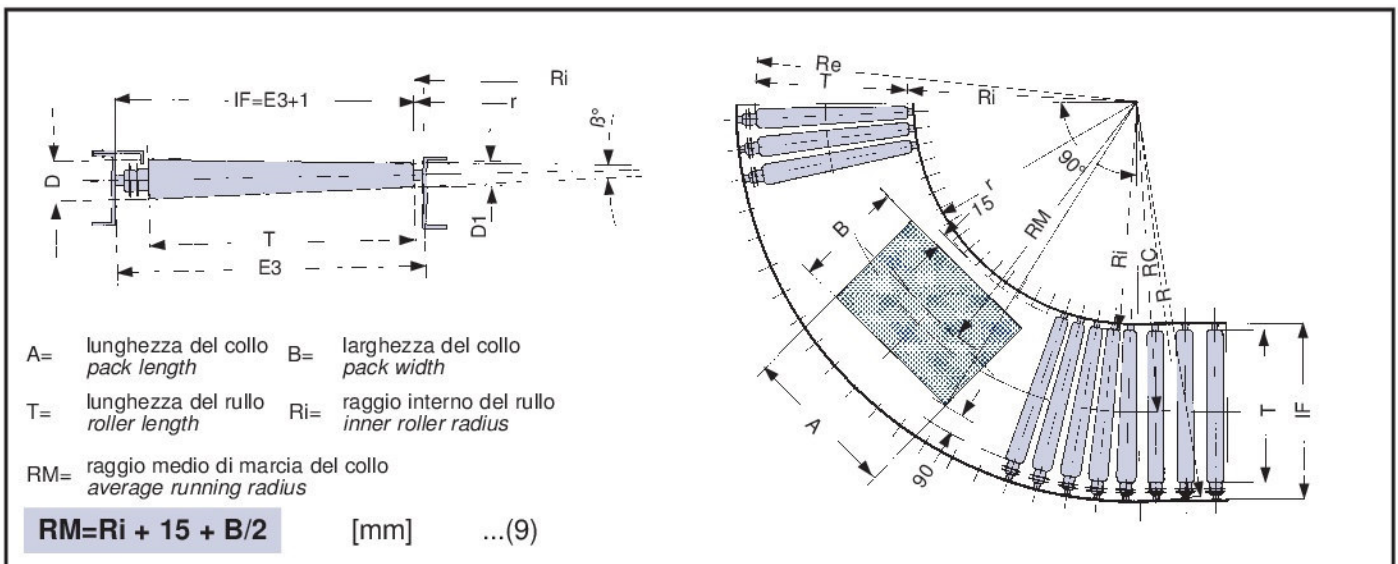 Ri
IF=E3+1
r
ß°
D
D1
T
E3
A= lunghezza del collo
pack length
B= larghezza del collo
pack width
T= lunghezza del rullo
roller length
Ri= raggio interno del rullo
inner roller radius
RM= raggio medio di marcia del collo
average running radius
RM=Ri + 15 + B/2 [mm] ...(9)
Re
T
Ri
90°
r
15
RM
B
Ri
RC
R
A
90
T
IF